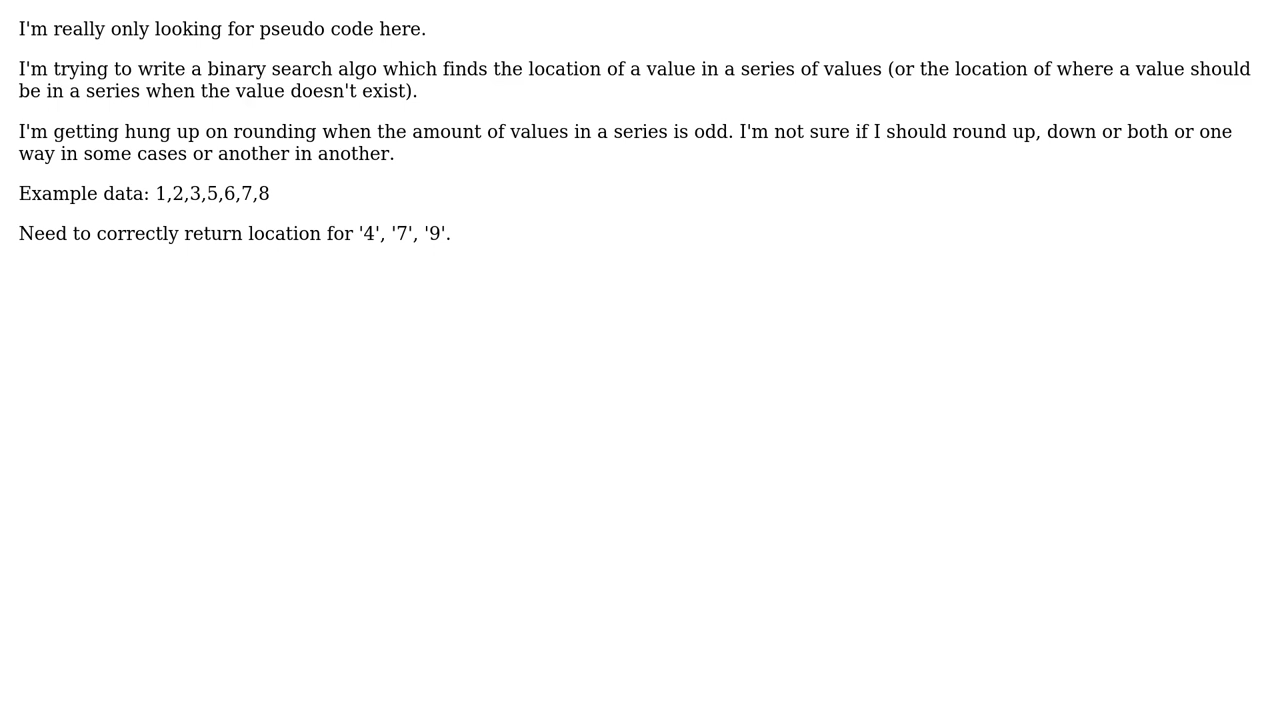 I'm really only looking for pseudo code here.
I'm trying to write a binary search algo which finds the location of a value in a series of values (or the location of where a value should
be in a series when the value doesn't exist).
I'm getting hung up on rounding when the amount of values in a series is odd. I'm not sure if I should round up, down or both or one
way in some cases or another in another.
Example data: 1,2,3,5,6,7,8
Need to correctly return location for '4', '7', '9'.